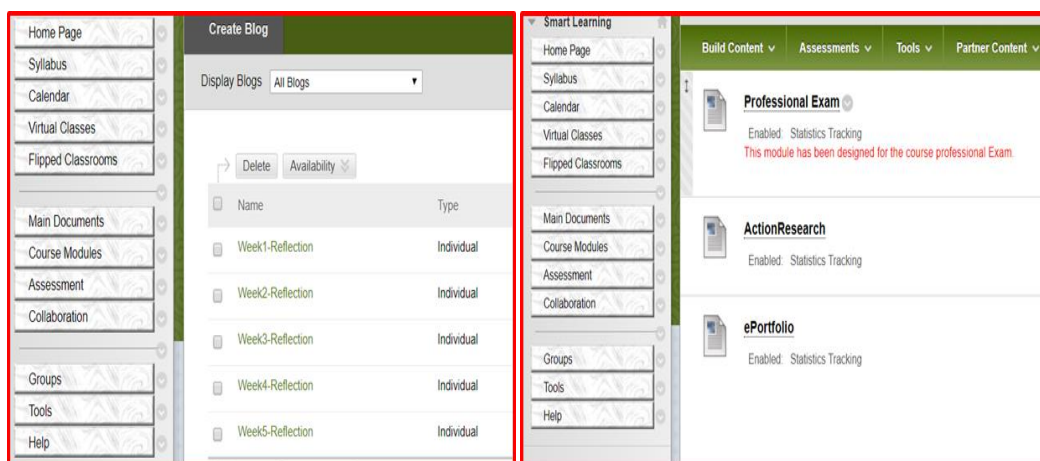 Home Page
Syllabus
Calendar
Virtual Classes
Flipped Classrooms
Main Documents
Course Modules
Assessment
Collaboration
Groups
Tools
Help
Create Blog
Display Blogs All Blogs
Delete Availability
Name Type
Week1-Reflection Individual
Week2-Reflection Individual
Week3-Reflection Individual
Week4-Reflection Individual
Week5-Reflection Individual
Smart Learning
Home Page
Syllabus
Calendar
Virtual Classes
Flipped Classrooms
Main Documents
Course Modules
Assessment
Collaboration
Groups
Tools
Help
Build Content Assessments Tools Partner Content
Professional Exam
Enabled: Statistics Tracking
This module has been designed for the course professional Exam.
ActionResearch
Enabled: Statistics Tracking
ePortfolio
Enabled: Statistics Tracking